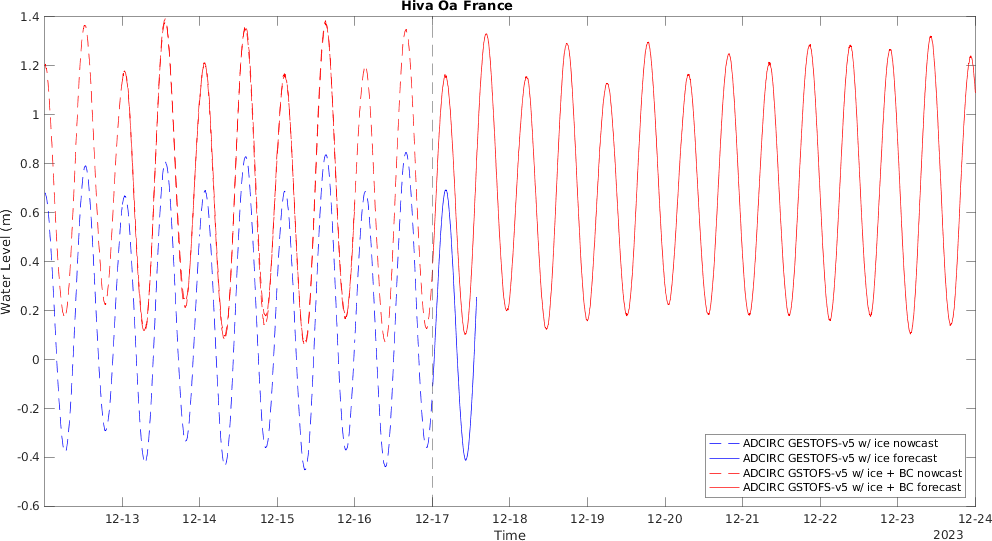 Hiva Oa France
1.4
1.2
1
0.8
0.6
0.4
0.2
0
-0.2
-0.4
-0.6
Water Level (m)
ADCIRC GESTOFS-v5 w/ ice nowcast
ADCIRC GESTOFS-v5 w/ ice forecast
ADCIRC GSTOFS-v5 w/ ice + BC nowcast
ADCIRC GSTOFS-v5 w/ ice + BC forecast
12-13 12-14 12-15 12-16 12-17 12-18 12-19 12-20 12-21 12-22 12-23 12-24
Time
2023